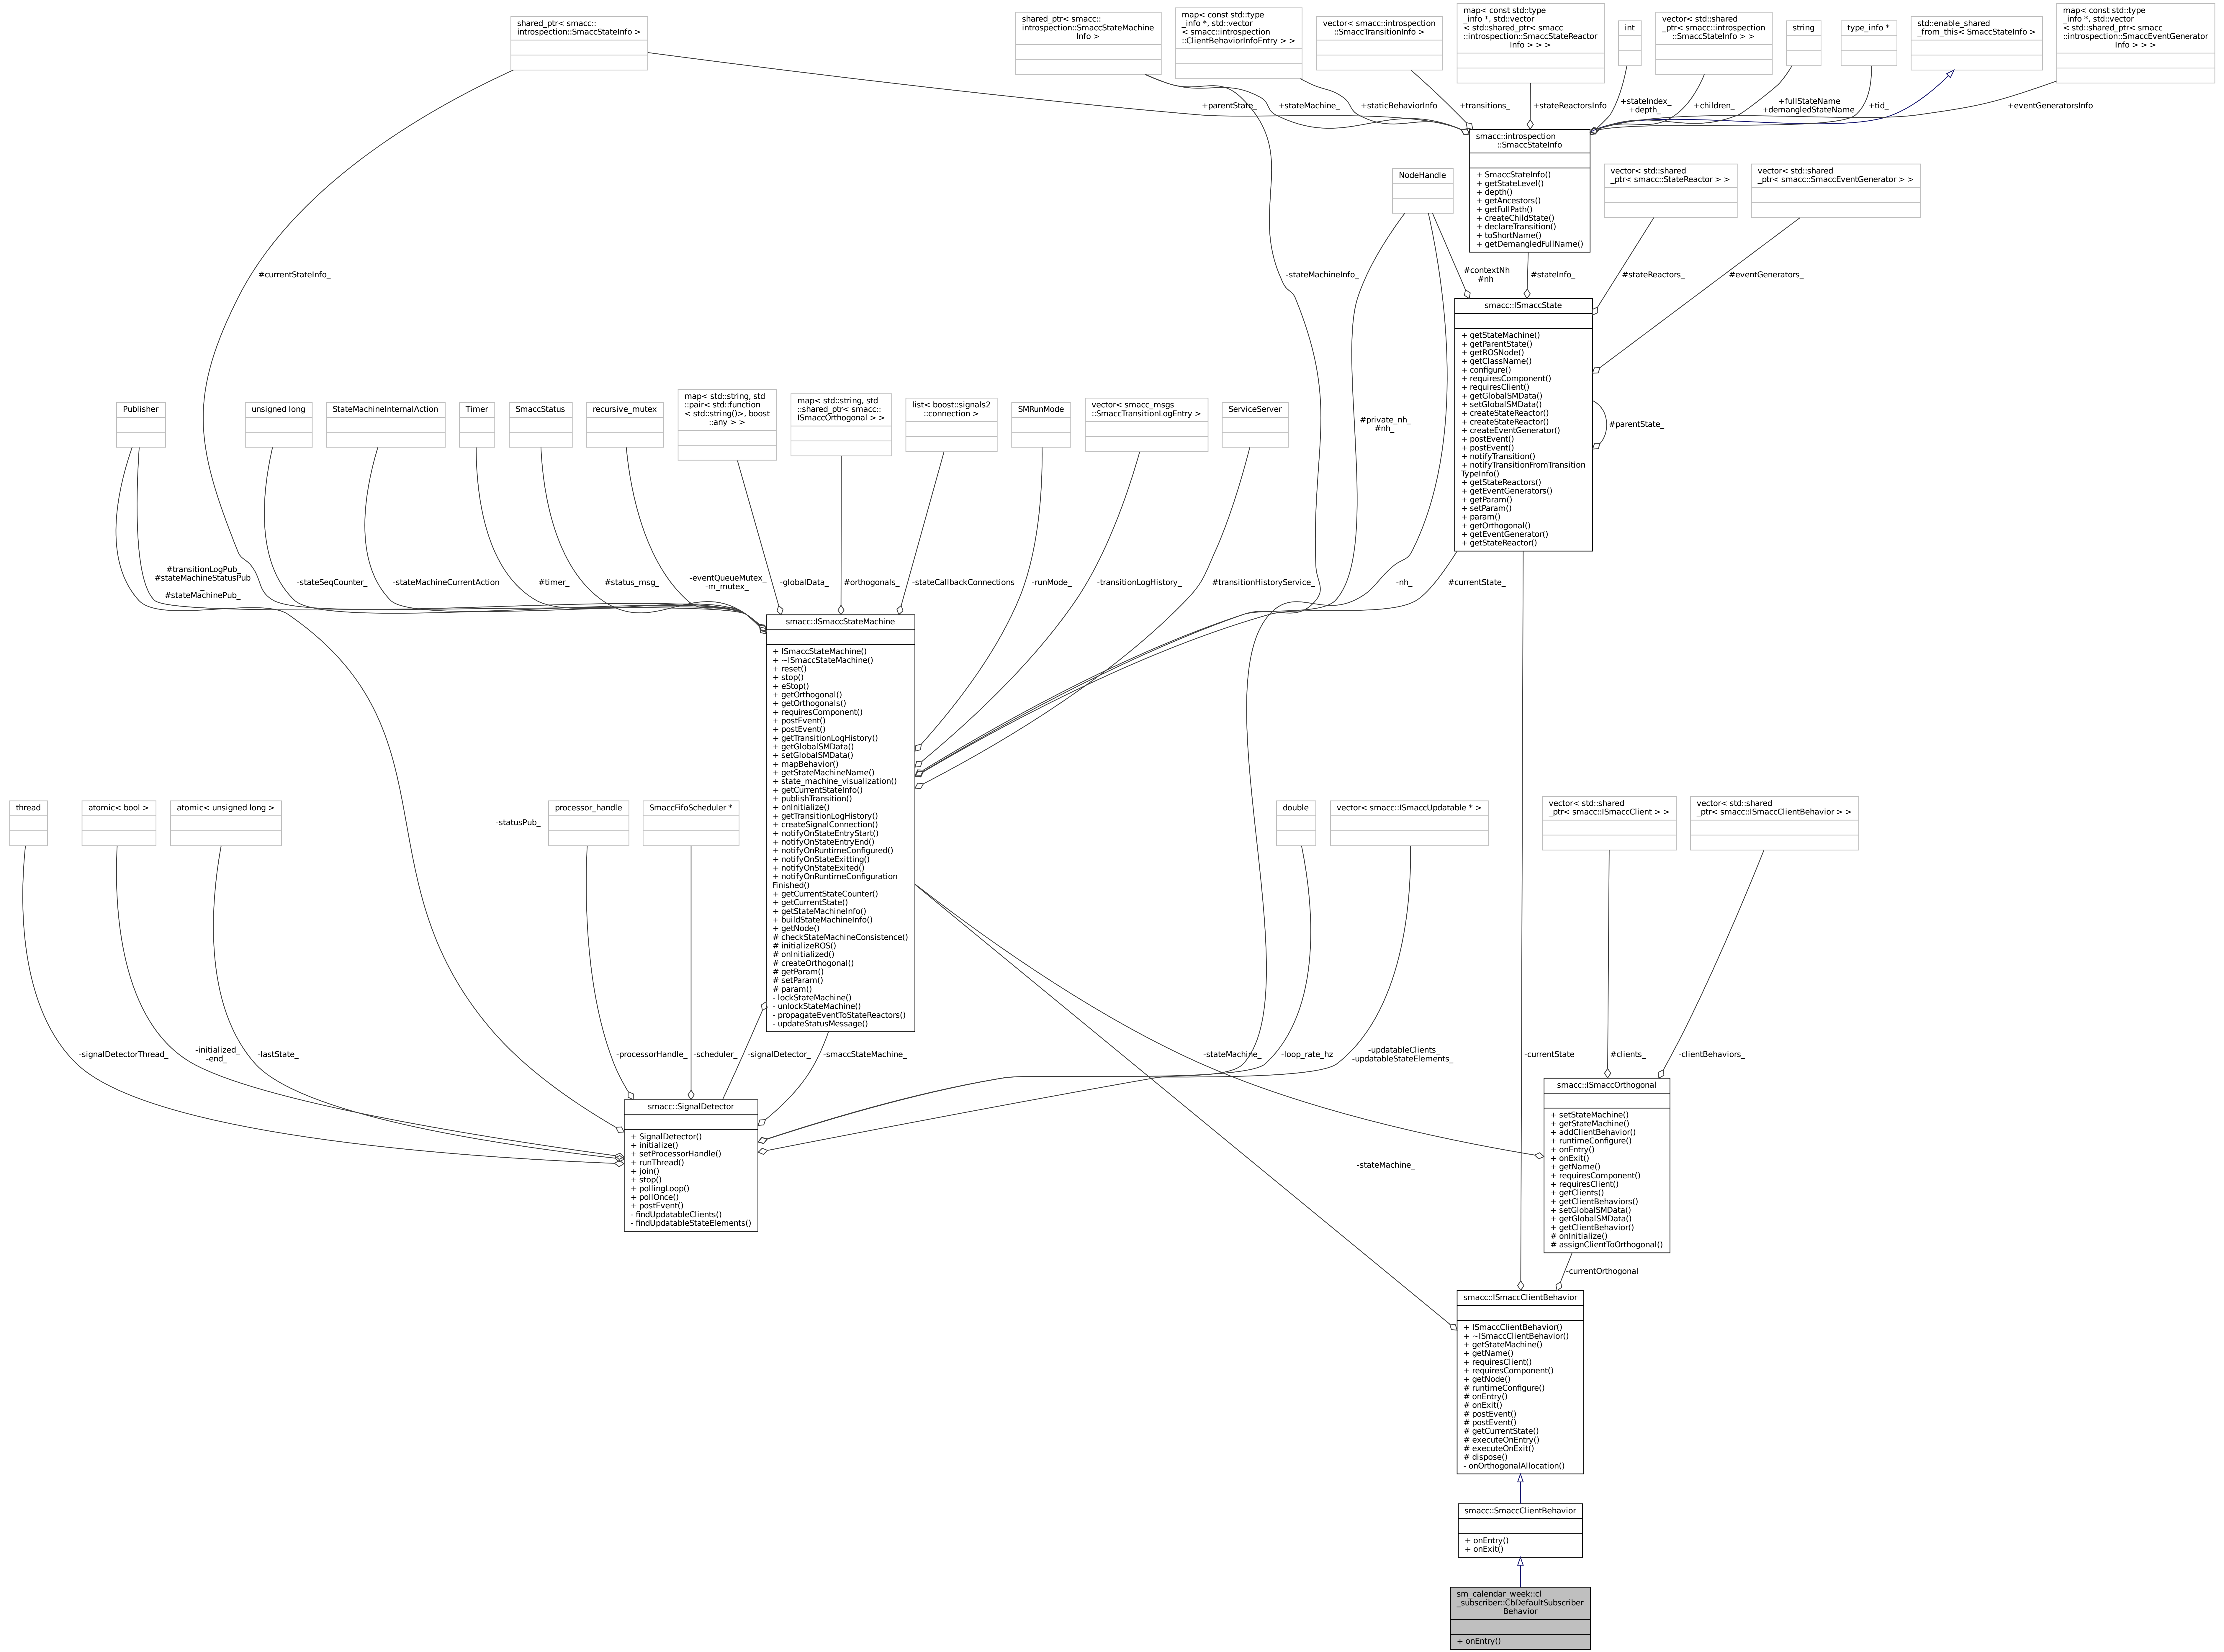 shared_ptr< smacc::
introspection::SmaccStateInfo >
shared_ptr< smacc::
introspection::SmaccStateMachine
Info >
map< const std::type
_info *, std::vector
< smacc::introspection
::ClientBehaviorInfoEntry > >
vector< smacc::introspection
::SmaccTransitionInfo >
map< const std::type
_info *, std::vector
< std::shared_ptr< smacc
::introspection::SmaccStateReactor
Info > > >
int
vector< std::shared
_ptr< smacc::introspection
::SmaccStateInfo > >
string
type_info *
std::enable_shared
_from_this< SmaccStateInfo >
map< const std::type
_info *, std::vector
< std::shared_ptr< smacc
::introspection::SmaccEventGenerator
Info > > >
+parentState_
+stateMachine_
+staticBehaviorInfo
+transitions_
+stateReactorsInfo
+stateIndex_
+depth_
+children_
+fullStateName
+demangledStateName
+tid_
+eventGeneratorsInfo
smacc::introspection
::SmaccStateInfo
+ SmaccStateInfo()
+ getStateLevel()
+ depth()
+ getAncestors()
+ getFullPath()
+ createChildState()
+ declareTransition()
+ toShortName()
+ getDemangledFullName()
NodeHandle
vector< std::shared
_ptr< smacc::StateReactor > >
vector< std::shared
_ptr< smacc::SmaccEventGenerator > >
#currentStateInfo_
-stateMachineInfo_
#contextNh
#nh
#stateInfo_
#stateReactors_
#eventGenerators_
smacc::ISmaccState
+ getStateMachine()
+ getParentState()
+ getROSNode()
+ getClassName()
+ configure()
+ requiresComponent()
+ requiresClient()
+ getGlobalSMData()
+ setGlobalSMData()
+ createStateReactor()
+ createStateReactor()
+ createEventGenerator()
+ postEvent()
+ postEvent()
+ notifyTransition()
+ notifyTransitionFromTransition
TypeInfo()
+ getStateReactors()
+ getEventGenerators()
+ getParam()
+ setParam()
+ param()
+ getOrthogonal()
+ getEventGenerator()
+ getStateReactor()
#parentState_
Publisher
unsigned long
StateMachineInternalAction
Timer
SmaccStatus
recursive_mutex
map< std::string, std
::pair< std::function
< std::string()>, boost
::any > >
map< std::string, std
::shared_ptr< smacc::
ISmaccOrthogonal > >
list< boost::signals2
::connection >
SMRunMode
vector< smacc_msgs
::SmaccTransitionLogEntry >
ServiceServer
#private_nh_
#nh_
#transitionLogPub_
#stateMachineStatusPub
_
#stateMachinePub_
-stateSeqCounter_
-stateMachineCurrentAction
#timer_
#status_msg_
-eventQueueMutex_
-m_mutex_
-globalData_
#orthogonals_
-stateCallbackConnections
-runMode_
-transitionLogHistory_
#transitionHistoryService_
-nh_
#currentState_
smacc::ISmaccStateMachine
+ ISmaccStateMachine()
+ ~ISmaccStateMachine()
+ reset()
+ stop()
+ eStop()
+ getOrthogonal()
+ getOrthogonals()
+ requiresComponent()
+ postEvent()
+ postEvent()
+ getTransitionLogHistory()
+ getGlobalSMData()
+ setGlobalSMData()
+ mapBehavior()
+ getStateMachineName()
+ state_machine_visualization()
+ getCurrentStateInfo()
+ publishTransition()
+ onInitialize()
+ getTransitionLogHistory()
+ createSignalConnection()
+ notifyOnStateEntryStart()
+ notifyOnStateEntryEnd()
+ notifyOnRuntimeConfigured()
+ notifyOnStateExitting()
+ notifyOnStateExited()
+ notifyOnRuntimeConfiguration
Finished()
+ getCurrentStateCounter()
+ getCurrentState()
+ getStateMachineInfo()
+ buildStateMachineInfo()
+ getNode()
# checkStateMachineConsistence()
# initializeROS()
# onInitialized()
# createOrthogonal()
# getParam()
# setParam()
# param()
- lockStateMachine()
- unlockStateMachine()
- propagateEventToStateReactors()
- updateStatusMessage()
thread
atomic< bool >
atomic< unsigned long >
-statusPub_
processor_handle
SmaccFifoScheduler *
double
vector< smacc::ISmaccUpdatable * >
vector< std::shared
_ptr< smacc::ISmaccClient > >
vector< std::shared
_ptr< smacc::ISmaccClientBehavior > >
-signalDetectorThread_
-initialized_
-end_
-lastState_
-processorHandle_
-scheduler_
-signalDetector_
-smaccStateMachine_
-stateMachine_
-loop_rate_hz
-updatableClients_
-updatableStateElements_
-currentState
#clients_
-clientBehaviors_
smacc::SignalDetector
+ SignalDetector()
+ initialize()
+ setProcessorHandle()
+ runThread()
+ join()
+ stop()
+ pollingLoop()
+ pollOnce()
+ postEvent()
- findUpdatableClients()
- findUpdatableStateElements()
smacc::ISmaccOrthogonal
+ setStateMachine()
+ getStateMachine()
+ addClientBehavior()
+ runtimeConfigure()
+ onEntry()
+ onExit()
+ getName()
+ requiresComponent()
+ requiresClient()
+ getClients()
+ getClientBehaviors()
+ setGlobalSMData()
+ getGlobalSMData()
+ getClientBehavior()
# onInitialize()
# assignClientToOrthogonal()
-stateMachine_
-currentOrthogonal
smacc::ISmaccClientBehavior
+ ISmaccClientBehavior()
+ ~ISmaccClientBehavior()
+ getStateMachine()
+ getName()
+ requiresClient()
+ requiresComponent()
+ getNode()
# runtimeConfigure()
# onEntry()
# onExit()
# postEvent()
# postEvent()
# getCurrentState()
# executeOnEntry()
# executeOnExit()
# dispose()
- onOrthogonalAllocation()
smacc::SmaccClientBehavior
+ onEntry()
+ onExit()
sm_calendar_week::cl
_subscriber::CbDefaultSubscriber
Behavior
+ onEntry()